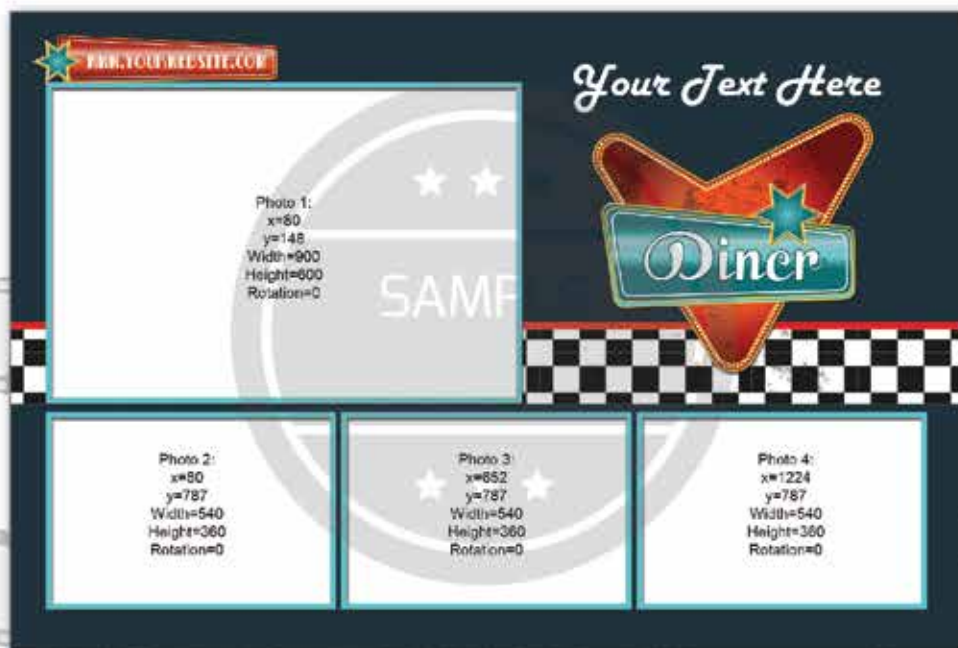 WWW.YOURWEBSITE.COM
Your Text Here
Diner
Photo 1:
x=80
y=148
Width=900
Height=600
Rotation=0
Photo 2:
x=80
y=787
Width=540
Height=360
Rotation=0
Photo 3:
x=652
y=787
Width=540
Height=360
Rotation=0
Photo 4:
x=1224
y=787
Width=540
Height=360
Rotation=0